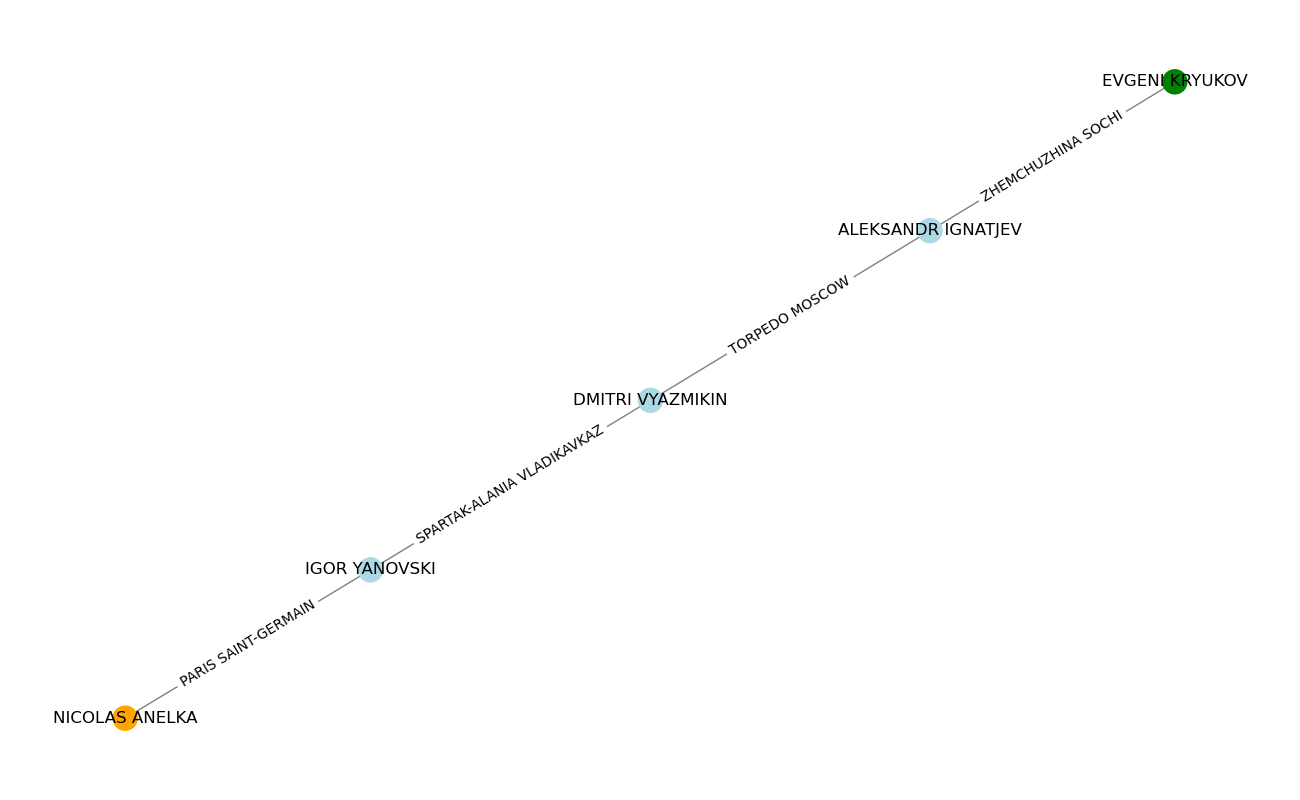 EVGENI KRYUKOV
ZHEMCHUZHINA SOCHI
ALEKSANDR IGNATJEV
TORPEDO MOSCOW
DMITRI VYAZMIKIN
SPARTAK-ALANIA VLADIKAVKAZ
IGOR YANOVSKI
PARIS SAINT-GERMAIN
NICOLAS ANELKA